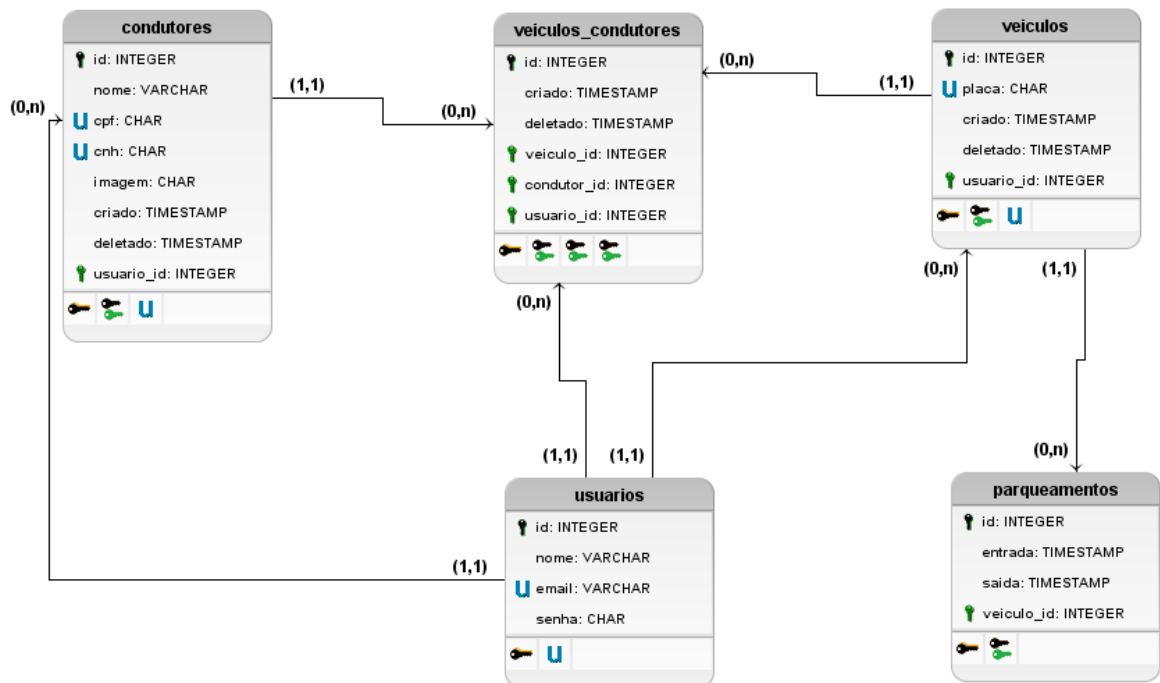 condutores
id: INTEGER
nome: VARCHAR
U cpf: CHAR
U cnh: CHAR
imagem: CHAR
criado: TIMESTAMP
deletado: TIMESTAMP
usuario_id: INTEGER
U
(0,n)
(1,1)
(0,n)
veiculos_condutores
id: INTEGER
criado: TIMESTAMP
deletado: TIMESTAMP
veiculo_id: INTEGER
condutor_id: INTEGER
usuario_id: INTEGER
(0,n)
(1,1)
veiculos
id: INTEGER
U placa: CHAR
criado: TIMESTAMP
deletado: TIMESTAMP
usuario_id: INTEGER
U
(0,n)
(0,n)
(1,1)
(1,1)
(1,1)
(0,n)
(1,1)
usuarios
id: INTEGER
nome: VARCHAR
U email: VARCHAR
senha: CHAR
U
parqueamentos
id: INTEGER
entrada: TIMESTAMP
saida: TIMESTAMP
veiculo_id: INTEGER